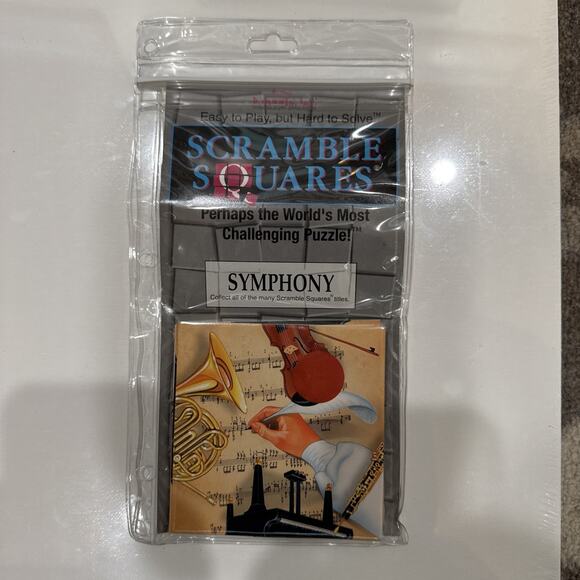 Easy to Play, but Hard to Solve™
SCRAMBLE
SQUARES®
Perhaps the World's Most
Challenging Puzzle!™
SYMPHONY
Collect all of the many Scramble Squares™ titles.